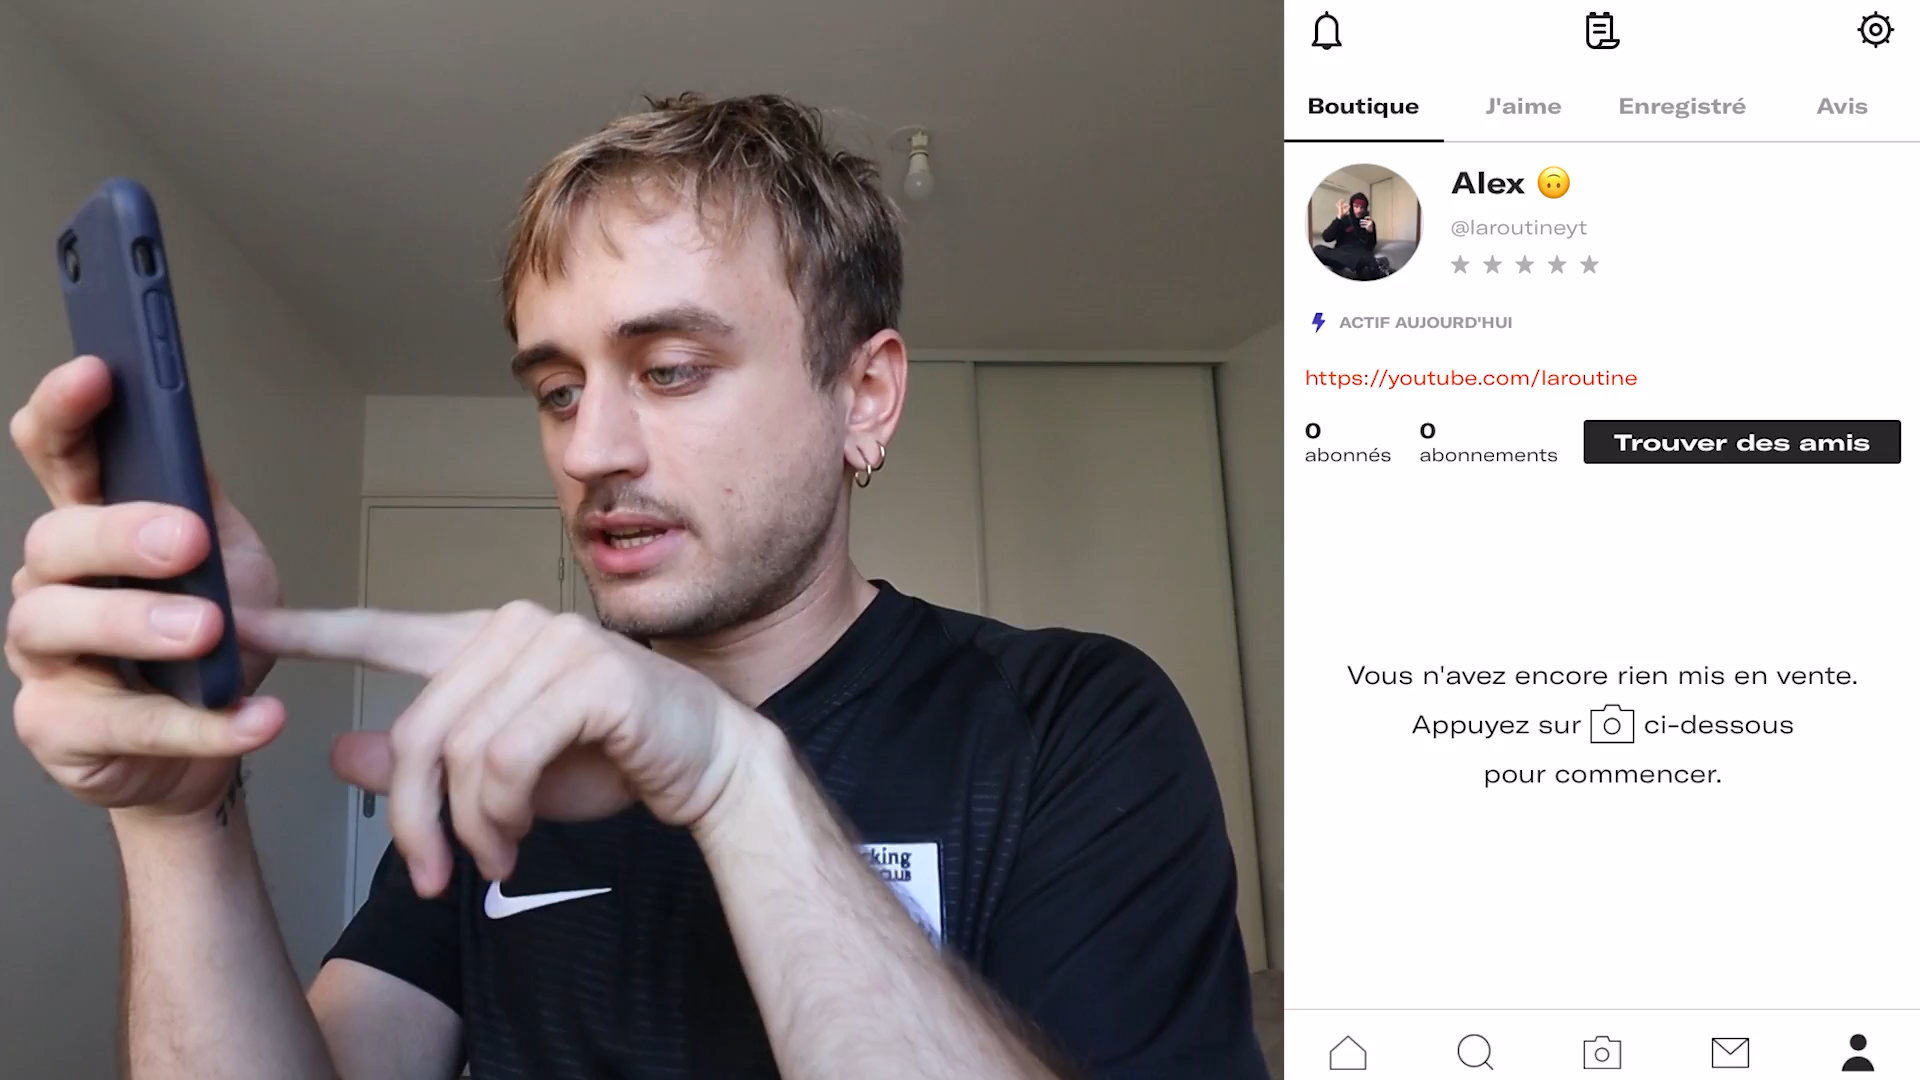 Boutique
J'aime
Enregistré
Avis
Alex
@laroutineyt
ACTIF AUJOURD'HUI
https://youtube.com/laroutine
0
abonnés
0
abonnements
Trouver des amis
Vous n'avez encore rien mis en vente.
Appuyez sur ci-dessous
pour commencer.
CLUB